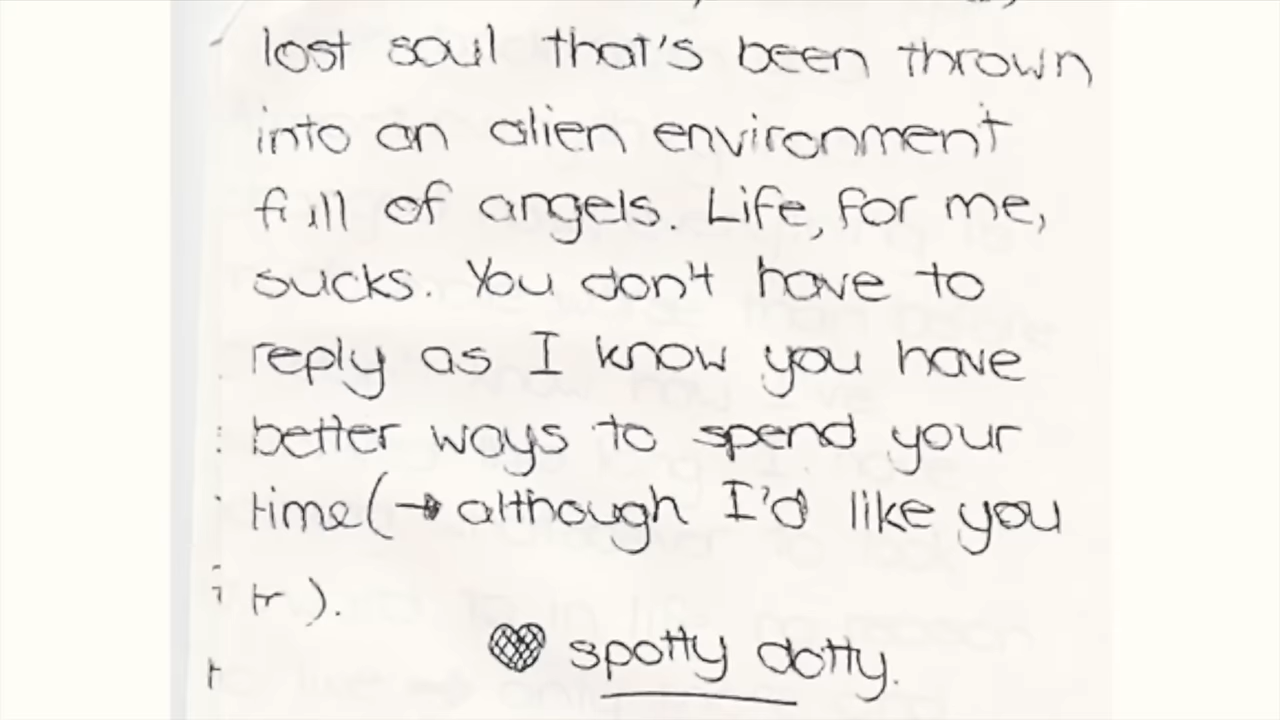 lost soul that's been thrown
into an alien environment
full of angels. Life, for me,
sucks. You don't have to
reply as I know you have
better ways to spend your
time(→ although I'd like you
).
♥ spotty dotty.